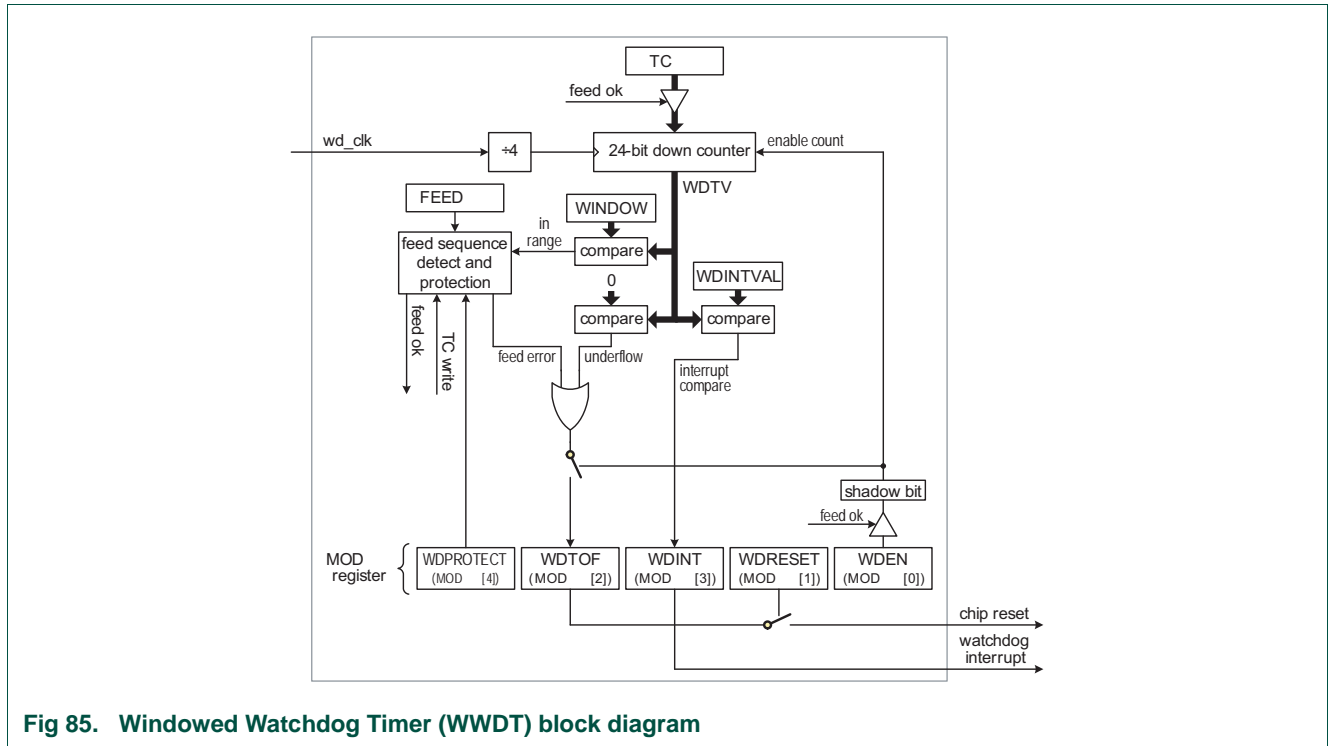 TC
feed ok
wd_clk
÷4
24-bit down counter
enable count
WDTV
FEED
WINDOW
in
range
feed sequence
detect and
protection
compare
WDINTVAL
0
compare
compare
feed ok
TC write
feed error
underflow
interrupt
compare
shadow bit
feed ok
MOD
register
WDPROTECT
(MOD [4])
WDTOF
(MOD [2])
WDINT
(MOD [3])
WDRESET
(MOD [1])
WDEN
(MOD [0])
chip reset
watchdog
interrupt
Fig 85. Windowed Watchdog Timer (WWDT) block diagram